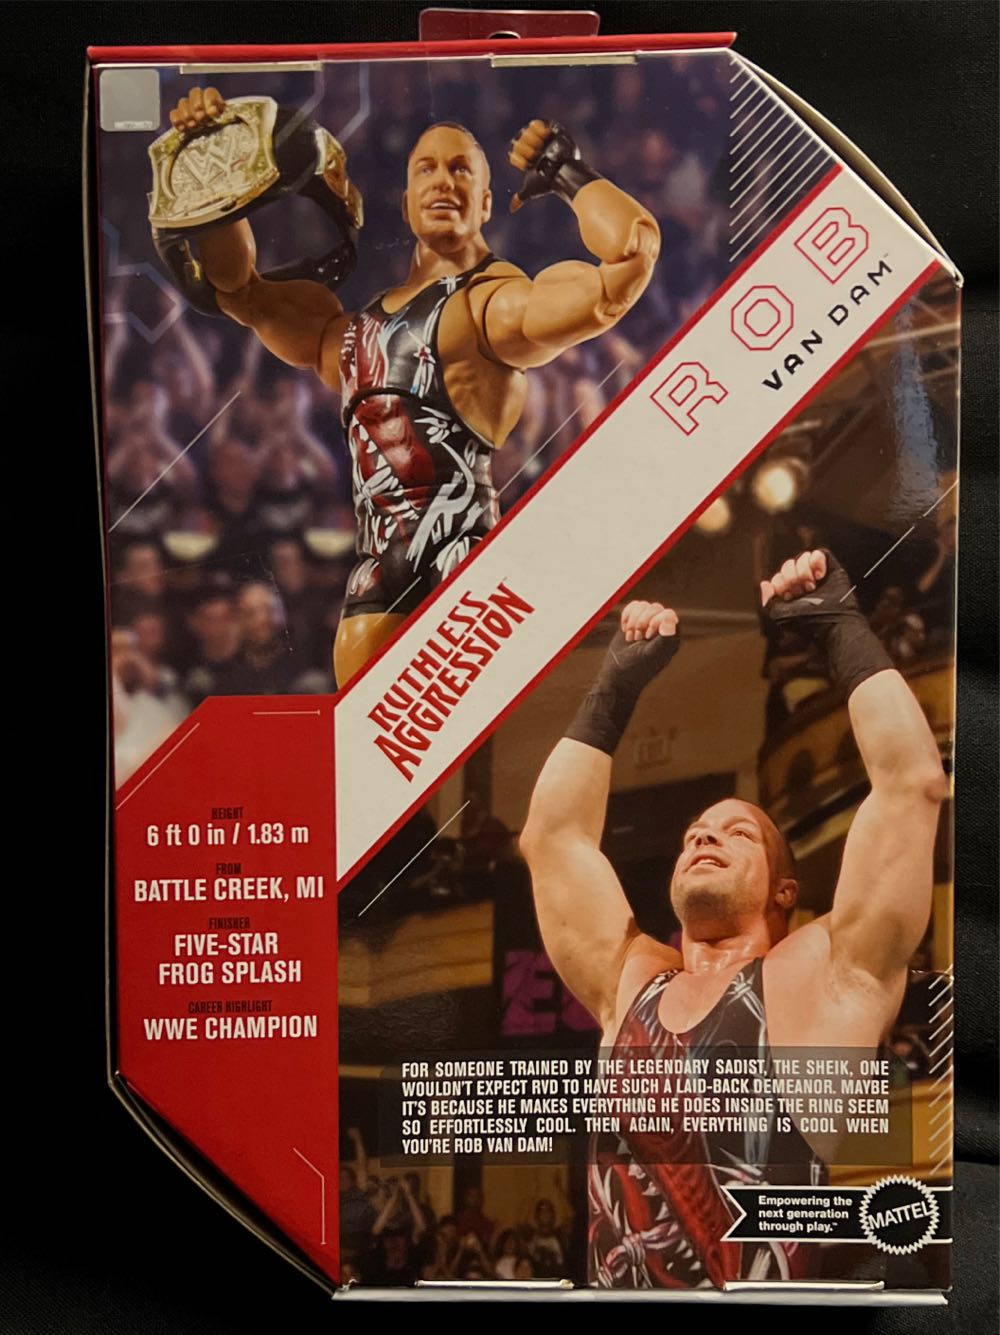 W
ROB
VAN DAM™
RUTHLESS
AGGRESSION™
HEIGHT
6 ft 0 in / 1.83 m
FROM
BATTLE CREEK, MI
FINISHER
FIVE-STAR
FROG SPLASH
CAREER HIGHLIGHT
WWE CHAMPION
FOR SOMEONE TRAINED BY THE LEGENDARY SADIST, THE SHEIK, ONE
WOULDN'T EXPECT RVD TO HAVE SUCH A LAID-BACK DEMEANOR. MAYBE
IT'S BECAUSE HE MAKES EVERYTHING HE DOES INSIDE THE RING SEEM
SO EFFORTLESSLY COOL. THEN AGAIN, EVERYTHING IS COOL WHEN
YOU'RE ROB VAN DAM!
Empowering the
next generation
through play.™
MATTEL